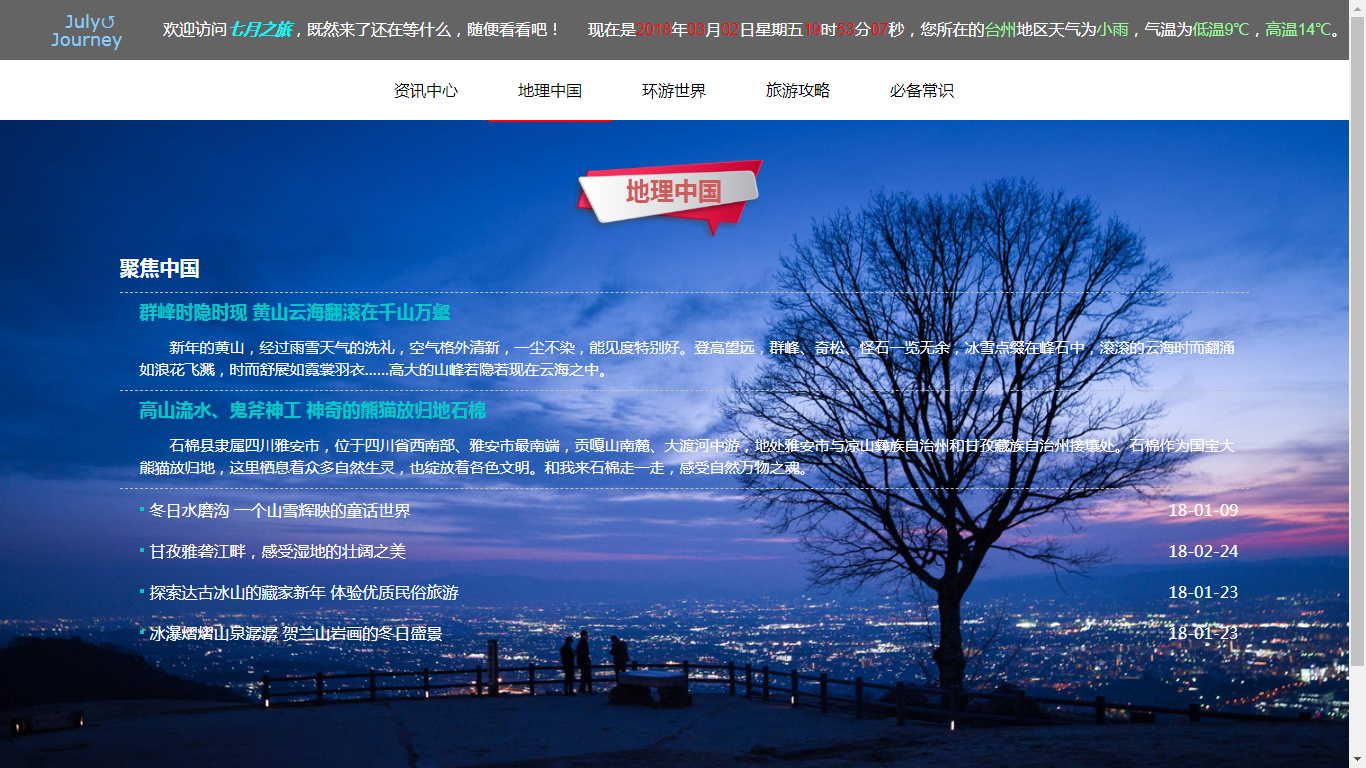 July↺
Journey
欢迎访问七月之旅，既然来了还在等什么，随便看看吧！ 现在是2018年03月02日星期五19时53分07秒，您所在的台州地区天气为小雨，气温为低温9℃，高温14℃。
资讯中心 地理中国 环游世界 旅游攻略 必备常识
地理中国
聚焦中国
群峰时隐时现 黄山云海翻滚在千山万壑
新年的黄山，经过雨雪天气的洗礼，空气格外清新，一尘不染，能见度特别好。登高望远，群峰、奇松、怪石一览无余，冰雪点缀在峰石中，滚滚的云海时而翻涌
如浪花飞溅，时而舒展如霓裳羽衣……高大的山峰若隐若现在云海之中。
高山流水、鬼斧神工 神奇的熊猫放归地石棉
石棉县隶属四川雅安市，位于四川省西南部、雅安市最南端，贡嘎山南麓、大渡河中游，地处雅安市与凉山彝族自治州和甘孜藏族自治州接壤处。石棉作为国宝大
熊猫放归地，这里栖息着众多自然生灵，也绽放着各色文明。和我来石棉走一走，感受自然万物之魂。
冬日水磨沟 一个山雪辉映的童话世界 18-01-09
甘孜雅砻江畔，感受湿地的壮阔之美 18-02-24
探索达古冰山的藏家新年 体验优质民俗旅游 18-01-23
冰瀑熠熠山泉潺潺 贺兰山岩画的冬日盛景 18-01-23